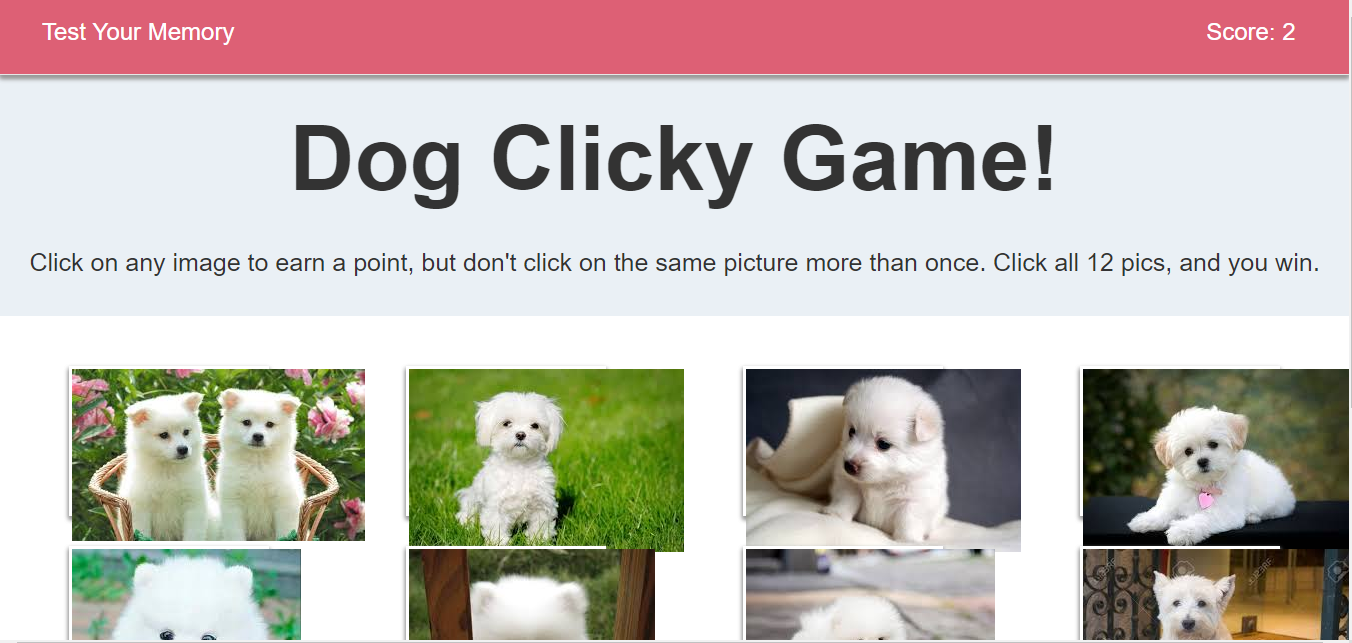 Test Your Memory
Score: 2
Dog Clicky Game!
Click on any image to earn a point, but don't click on the same picture more than once. Click all 12 pics, and you win.